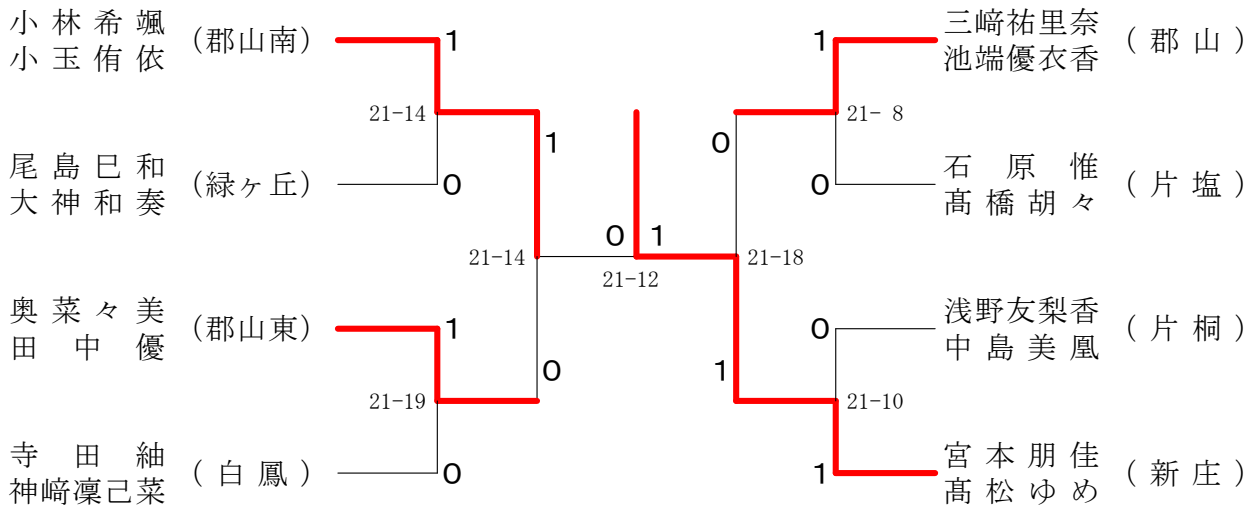 小林希颯
小玉侑依
(郡山南)
1
21-14
尾島巳和
大神和奏
(緑ヶ丘)
0
1
21-14
奥菜々美
田中優
(郡山東)
1
21-19
0
寺田紬
神﨑凜己菜
(白鳳)
0
0 1
21-12
三﨑祐里奈
池端優衣香
(郡山)
1
21- 8
0
石原惟
髙橋胡々
(片塩)
0
21-18
浅野友梨香
中島美凰
(片桐)
0
1
21-10
宮本朋佳
髙松ゆめ
(新庄)
1